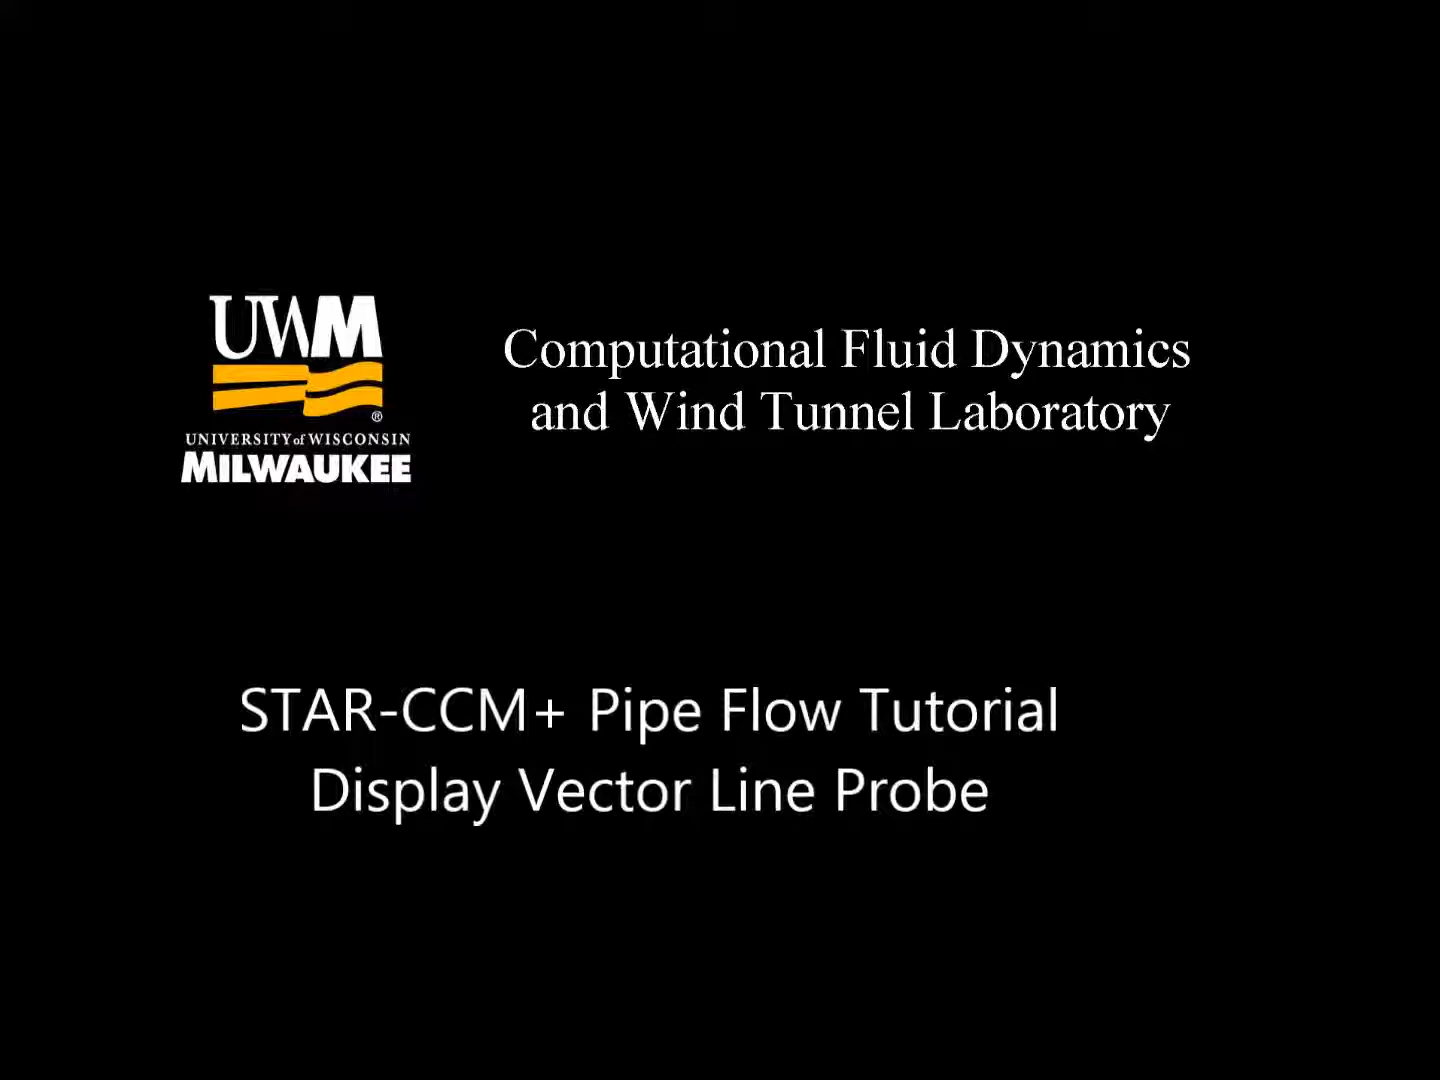 UWM
®
UNIVERSITY of WISCONSIN
MILWAUKEE
Computational Fluid Dynamics
and Wind Tunnel Laboratory
STAR-CCM+ Pipe Flow Tutorial
Display Vector Line Probe